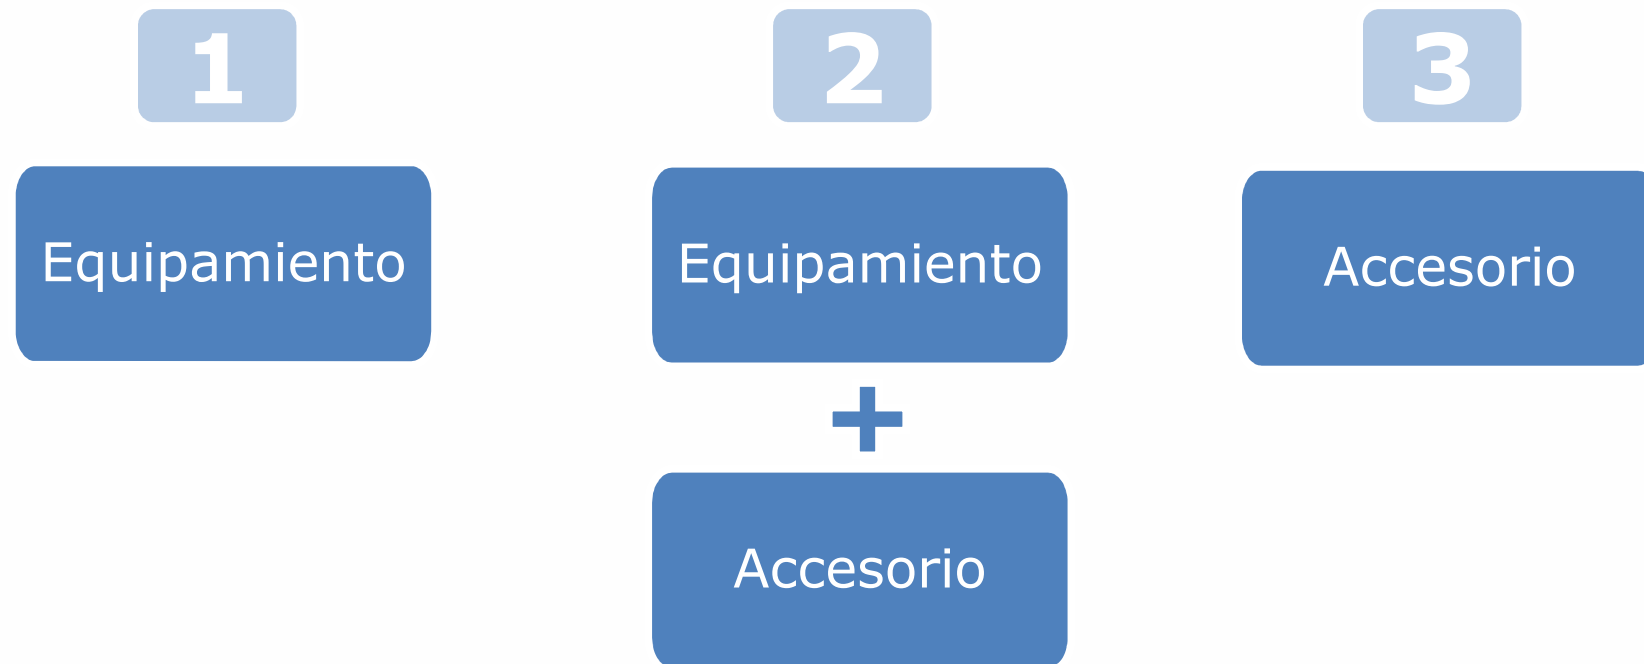 1
2
3
Equipamiento
Equipamiento
Accesorio
+
Accesorio